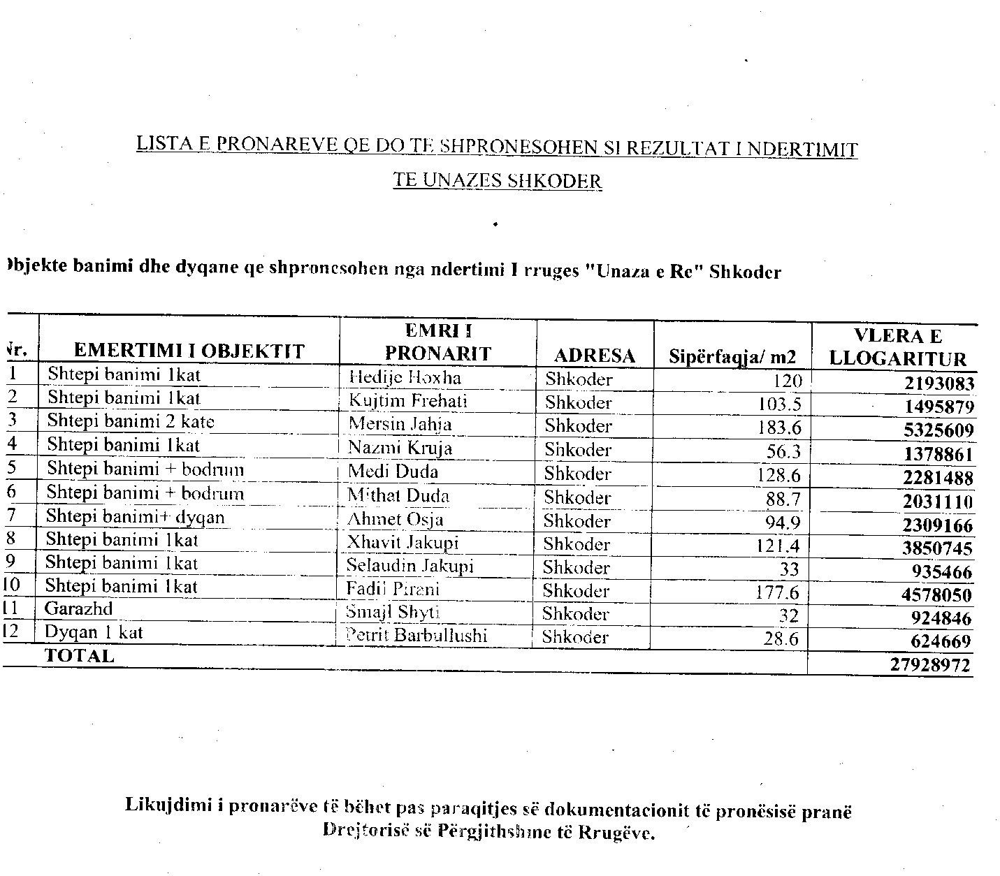 LISTA E PRONAREVE QE DO TE SHPRONESOHEN SI REZULTAT I NDERTIMIT
TE UNAZES SHKODER
Objekte banimi dhe dyqane qe shpronesohen nga ndertimi I rruges "Unaza e Re" Shkoder
Nr. EMERTIMI I OBJEKTIT EMRI I PRONARIT ADRESA Sipërfaqja/ m2 VLERA E LLOGARITUR
1 Shtepi banimi 1kat Hedije Hoxha Shkoder 120 2193083
2 Shtepi banimi 1kat Kujtim Frehati Shkoder 103.5 1495879
3 Shtepi banimi 2 kate Mersin Jahja Shkoder 183.6 5325609
4 Shtepi banimi 1kat Nazmi Kruja Shkoder 56.3 1378861
5 Shtepi banimi + bodrum Medi Duda Shkoder 128.6 2281488
6 Shtepi banimi + bodrum Mithat Duda Shkoder 88.7 2031110
7 Shtepi banimi+ dyqan Ahmet Osja Shkoder 94.9 2309166
8 Shtepi banimi 1kat Xhavit Jakupi Shkoder 121.4 3850745
9 Shtepi banimi 1kat Selaudin Jakupi Shkoder 33 935466
10 Shtepi banimi 1kat Fadil Pirani Shkoder 177.6 4578050
11 Garazhd Smajl Shyti Shkoder 32 924846
12 Dyqan 1 kat Petrit Barbullushi Shkoder 28.6 624669
TOTAL 27928972
Likujdimi i pronarëve të bëhet pas paraqitjes së dokumentacionit të pronësisë pranë
Drejtorisë së Përgjithshme të Rrugëve.